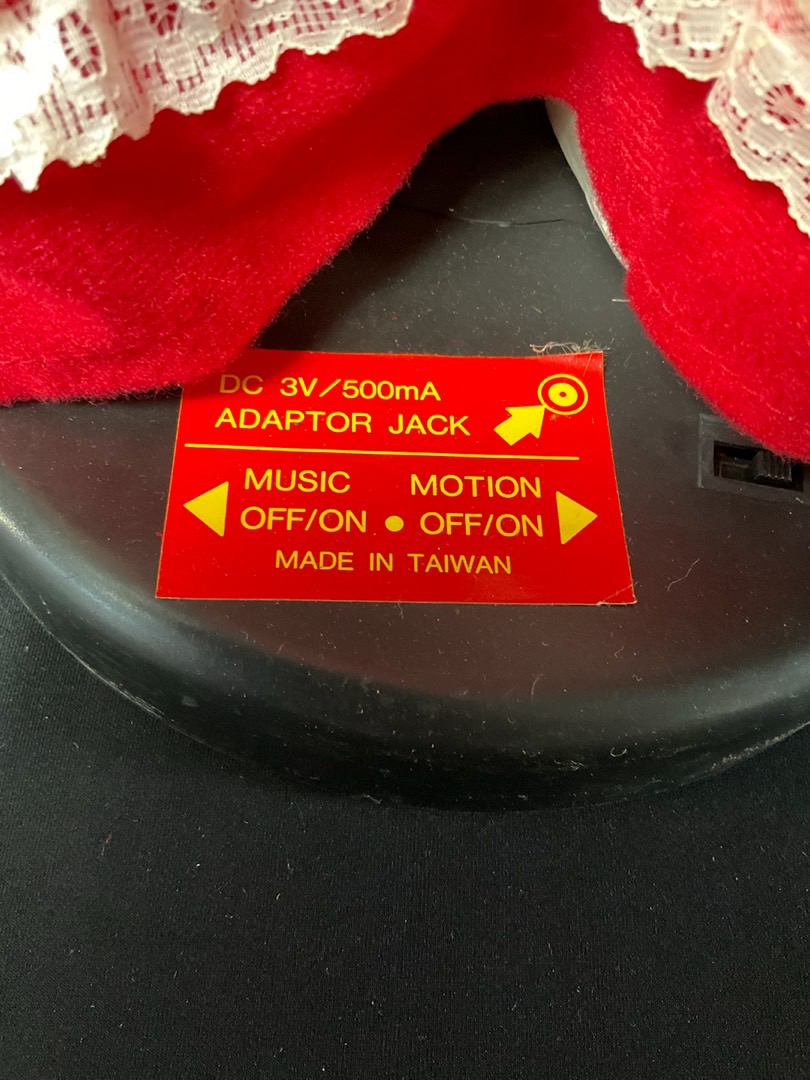 DC 3V/500mA
ADAPTOR JACK
MUSIC MOTION
OFF/ON ● OFF/ON
MADE IN TAIWAN